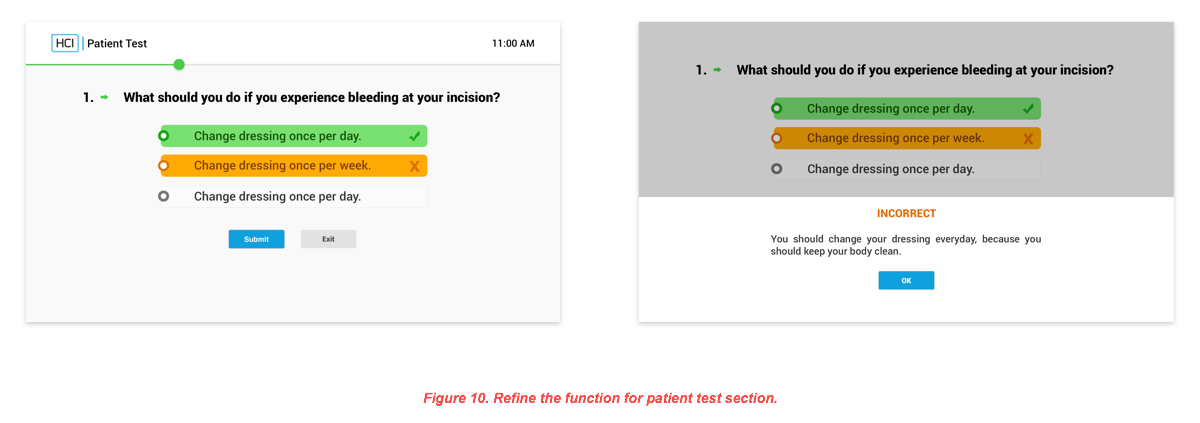 HCI Patient Test
11:00 AM
1. What should you do if you experience bleeding at your incision?
Change dressing once per day.
Change dressing once per week.
Change dressing once per day.
Submit
Exit
1. What should you do if you experience bleeding at your incision?
Change dressing once per day.
Change dressing once per week.
Change dressing once per day.
INCORRECT
You should change your dressing everyday, because you
should keep your body clean.
OK
Figure 10. Refine the function for patient test section.